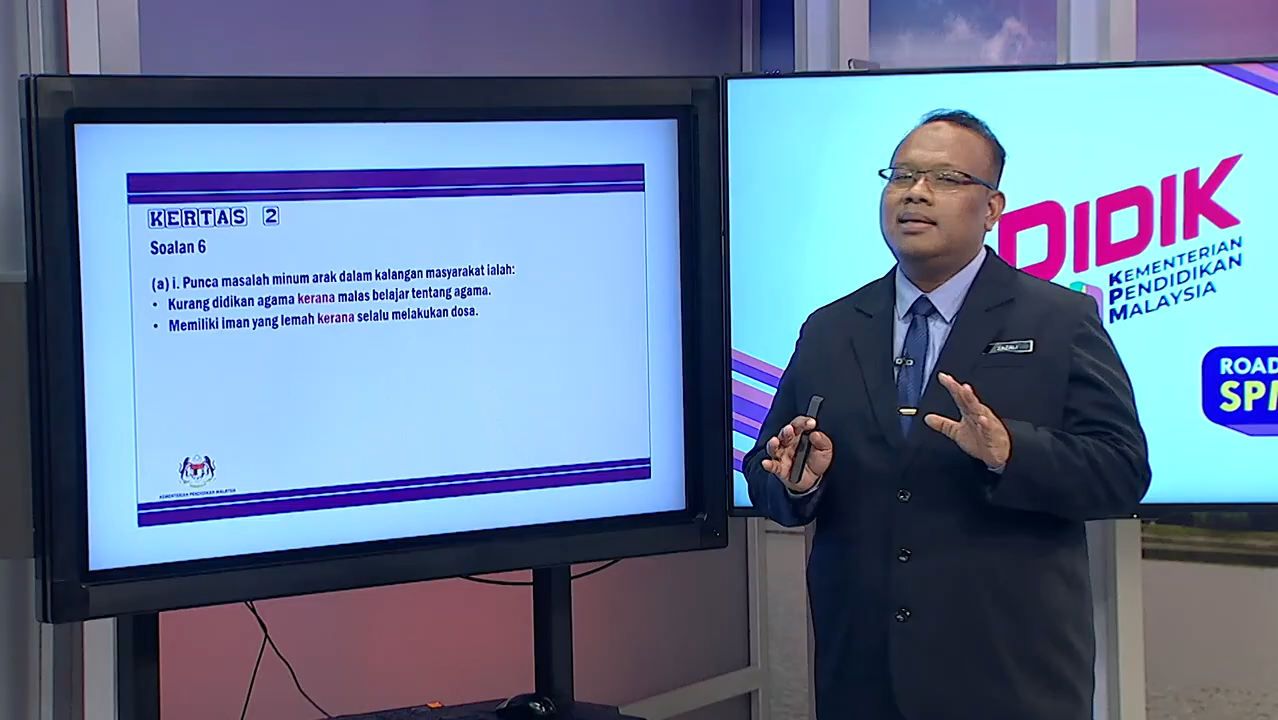 KERTAS 2
Soalan 6
(a) i. Punca masalah minum arak dalam kalangan masyarakat ialah:
• Kurang didikan agama kerana malas belajar tentang agama.
• Memiliki iman yang lemah kerana selalu melakukan dosa.
KEMENTERIAN PENDIDIKAN MALAYSIA
DIDIK
KEMENTERIAN
PENDIDIKAN
MALAYSIA
ROAD